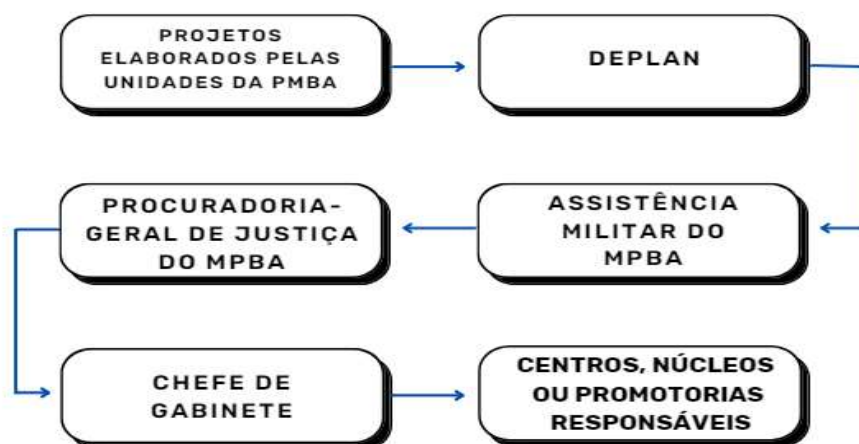 PROJETOS
ELABORADOS PELAS
UNIDADES DA PMBA
DEPLAN
ASSISTÊNCIA
MILITAR DO
MPBA
PROCURADORIA-
GERAL DE JUSTIÇA
DO MPBA
CHEFE DE
GABINETE
CENTROS, NÚCLEOS
OU PROMOTORIAS
RESPONSÁVEIS